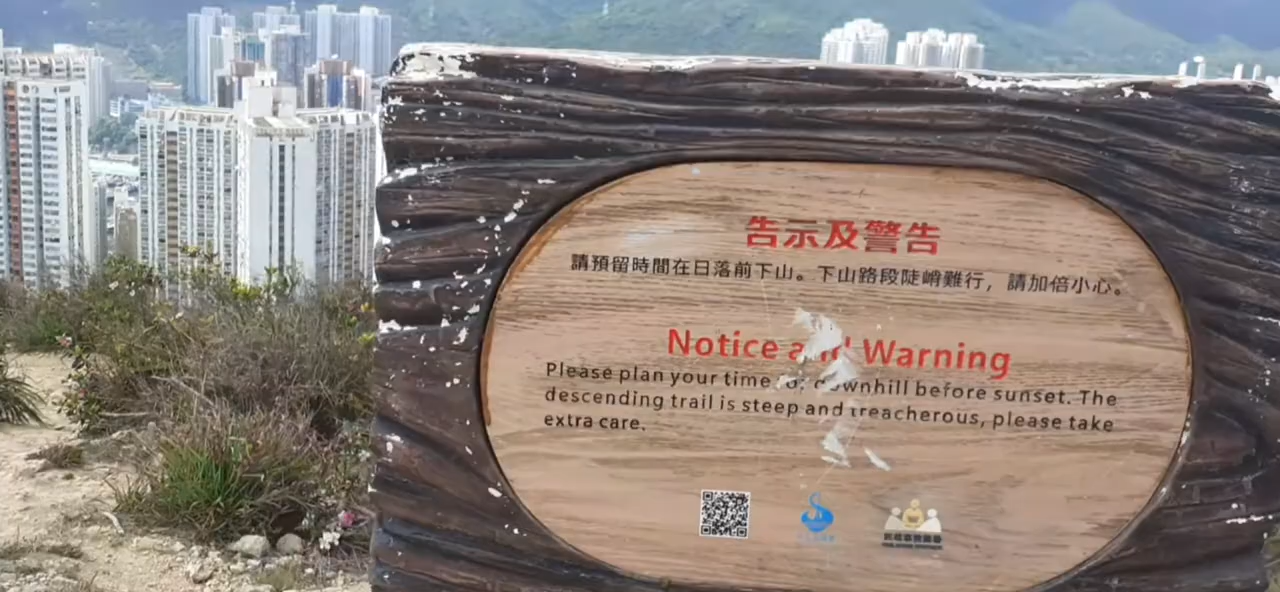 告示及警告
請預留時間在日落前下山。下山路段陡峭難行，請加倍小心。
Notice and Warning
Please plan your time for downhill before sunset. The
descending trail is steep and treacherous, please take
extra care.